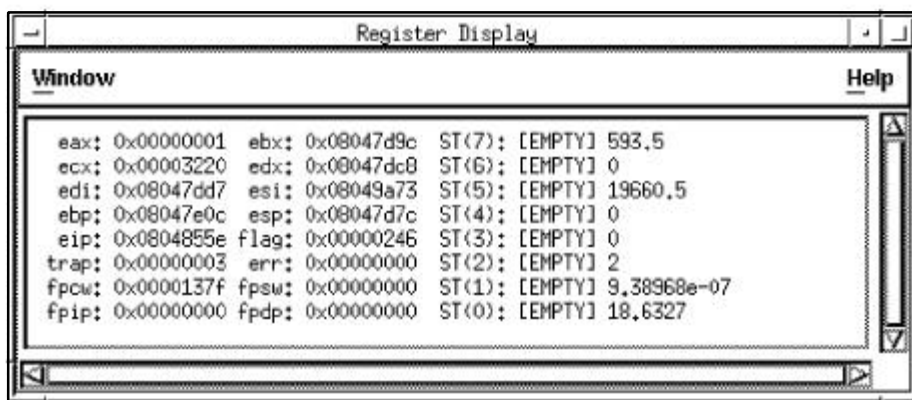 Register Display
Window Help
eax: 0x00000001 ebx: 0x08047d9c ST(7): [EMPTY] 593.5
ecx: 0x00003220 edx: 0x08047dc8 ST(6): [EMPTY] 0
edi: 0x08047dd7 esi: 0x08049a73 ST(5): [EMPTY] 19660.5
ebp: 0x08047e0c esp: 0x08047d7c ST(4): [EMPTY] 0
eip: 0x0804855e flag: 0x00000246 ST(3): [EMPTY] 0
trap: 0x00000003 err: 0x00000000 ST(2): [EMPTY] 2
fpcw: 0x0000137f fpsw: 0x00000000 ST(1): [EMPTY] 9.38968e-07
fpip: 0x00000000 fpdp: 0x00000000 ST(0): [EMPTY] 18.6327